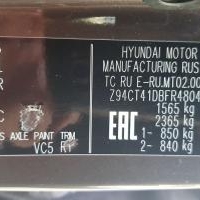 HYUNDAI MOTOR
MANUFACTURING RUS
TC RU E-RU.MT02.00
Z94CT41DBFR4804
1565 kg
2365 kg
EAC
1- 850 kg
2- 840 kg
C
S AXLE PAINT TRM
VC5 R1